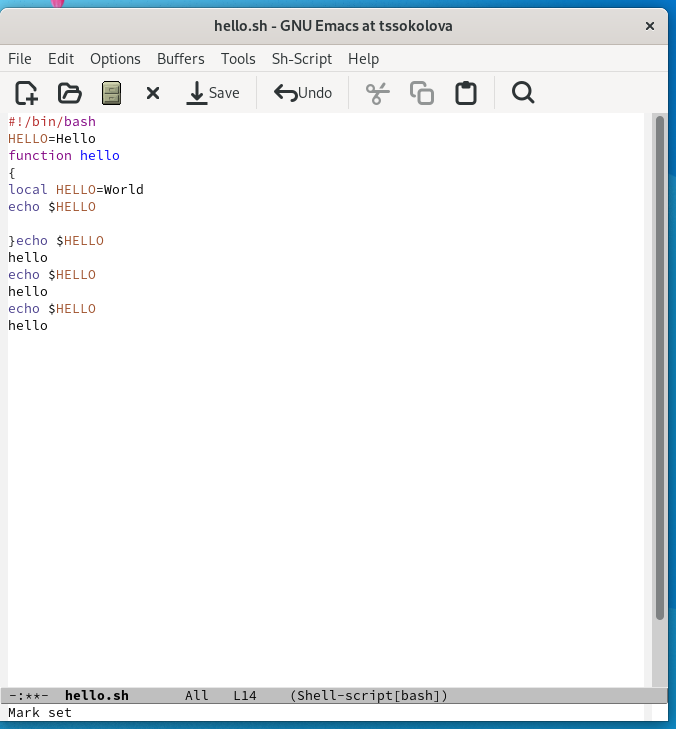 hello.sh - GNU Emacs at tssokolova
×
File Edit Options Buffers Tools Sh-Script Help
Save Undo
#!/bin/bash
HELLO=Hello
function hello
{
local HELLO=World
echo $HELLO

}echo $HELLO
hello
echo $HELLO
hello
echo $HELLO
hello
-:**- hello.sh All L14 (Shell-script[bash])
Mark set